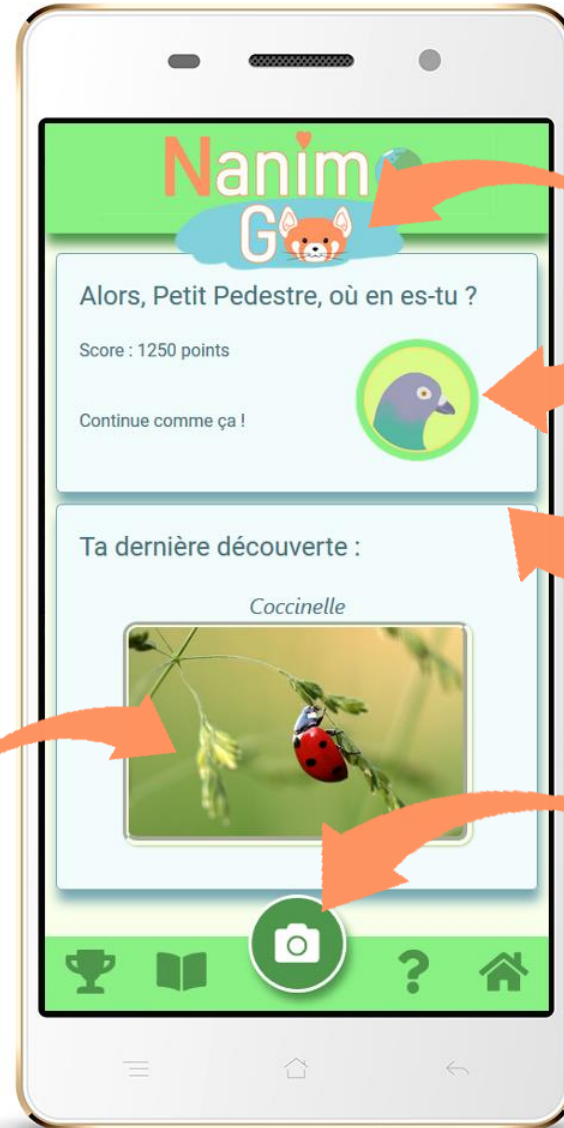 Nanimo
Go
Alors, Petit Pedestre, où en es-tu ?
Score : 1250 points
Continue comme ça !
Ta dernière découverte :
Coccinelle
?